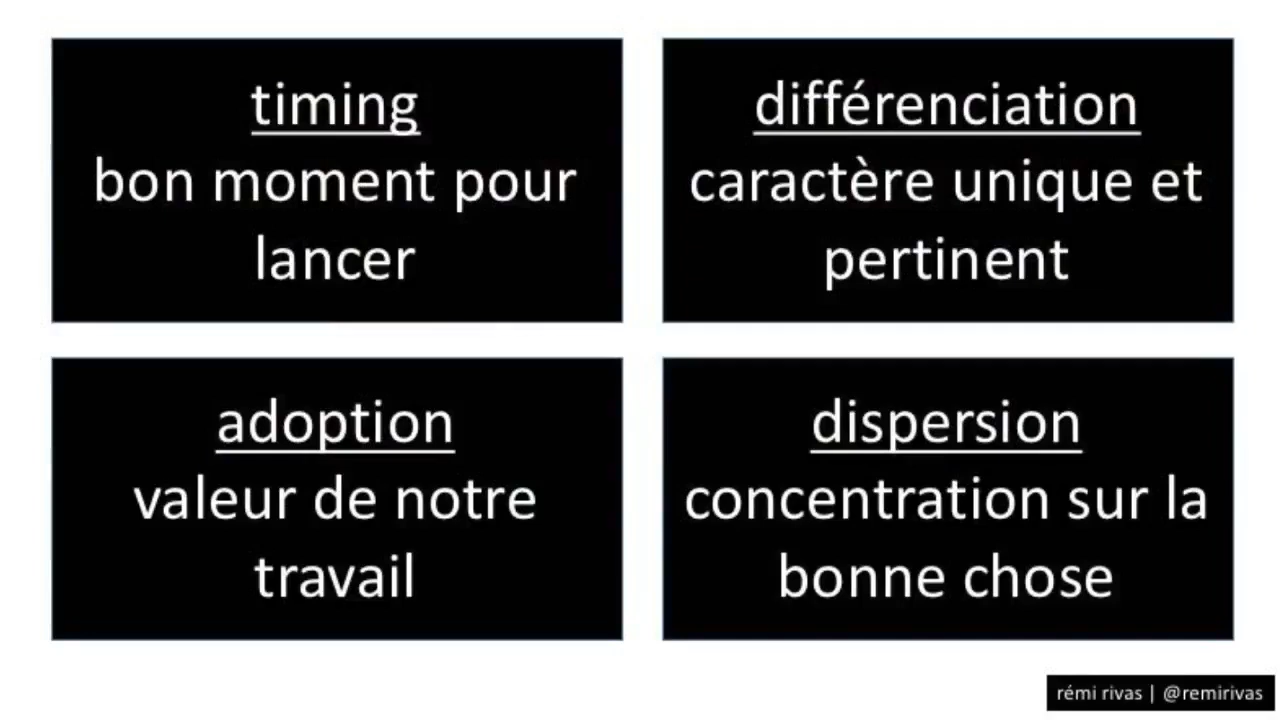 timing
bon moment pour
lancer
différenciation
caractère unique et
pertinent
adoption
valeur de notre
travail
dispersion
concentration sur la
bonne chose
rémi rivas | @remirivas